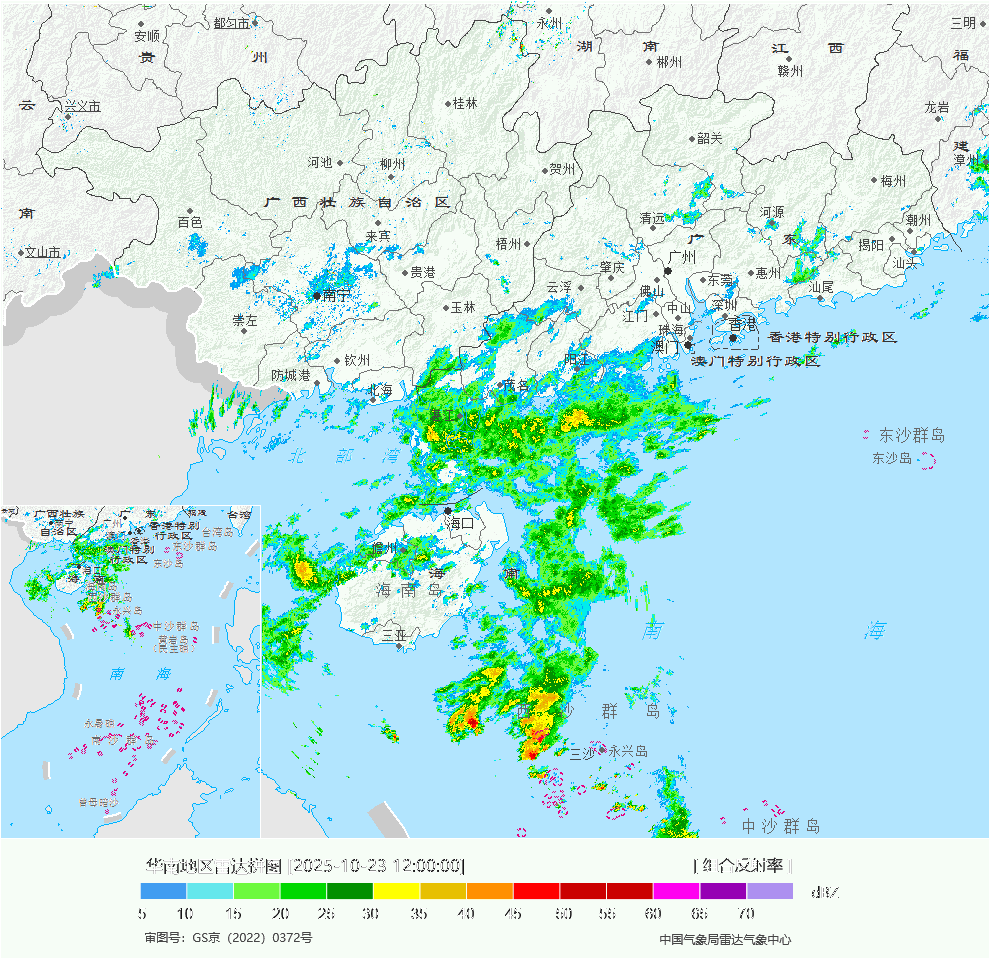 永州
都匀市
安顺
三明
湖 南
江 西
贵 州
郴州
赣州
福
云
兴义市
桂林
龙岩
韶关
建
河池
柳州
贺州
漳州
梅州
广 西 壮 族 自 治 区
南
百色
清远
河源
潮州
来宾
梧州
广 东
揭阳
文山市
广州
汕头
贵港
肇庆
惠州
东莞
云浮
佛山
汕尾
南宁
玉林
江门
中山
深圳
崇左
珠海
香港
香港特别行政区
澳门
澳门特别行政区
钦州
阳江
防城港
北海
茂名
湛江
东沙群岛
北 部 湾
东沙岛
海口
儋州
海 南
海 南 岛
三亚
南 海
西 沙 群 岛
三沙
永兴岛
中 沙 群 岛
广西壮族
自治区
广 东
台湾
香港特别
行政区
台湾岛
东沙群岛
行政区
东沙岛
永兴岛
中沙群岛
黄岩岛
南 海
南 沙 群 岛
曾母暗沙
华南地区雷达拼图 [2025-10-23 12:00:00]
[ 组合反射率 ]
dBZ
5 10 15 20 25 30 35 40 45 50 55 60 65 70
审图号：GS京（2022）0372号
中国气象局雷达气象中心